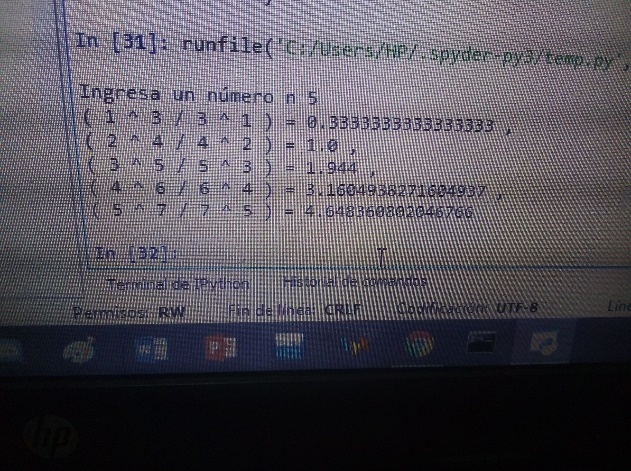 In [31]: runfile('C:/Users/HP/.spyder-py3/temp.py',
Ingresa un número n 5
( 1 ^ 3 / 3 ^ 1 ) = 0.3333333333333333 ,
( 2 ^ 4 / 4 ^ 2 ) = 1.0 ,
( 3 ^ 5 / 5 ^ 3 ) = 1.944 ,
( 4 ^ 6 / 6 ^ 4 ) = 3.1604938271604937 ,
( 5 ^ 7 / 7 ^ 5 ) = 4.648360802046766
In [32]:
Terminal de IPython Historial de comandos
Permisos: RW Fin de línea: CRLF Codificación: UTF-8
hp